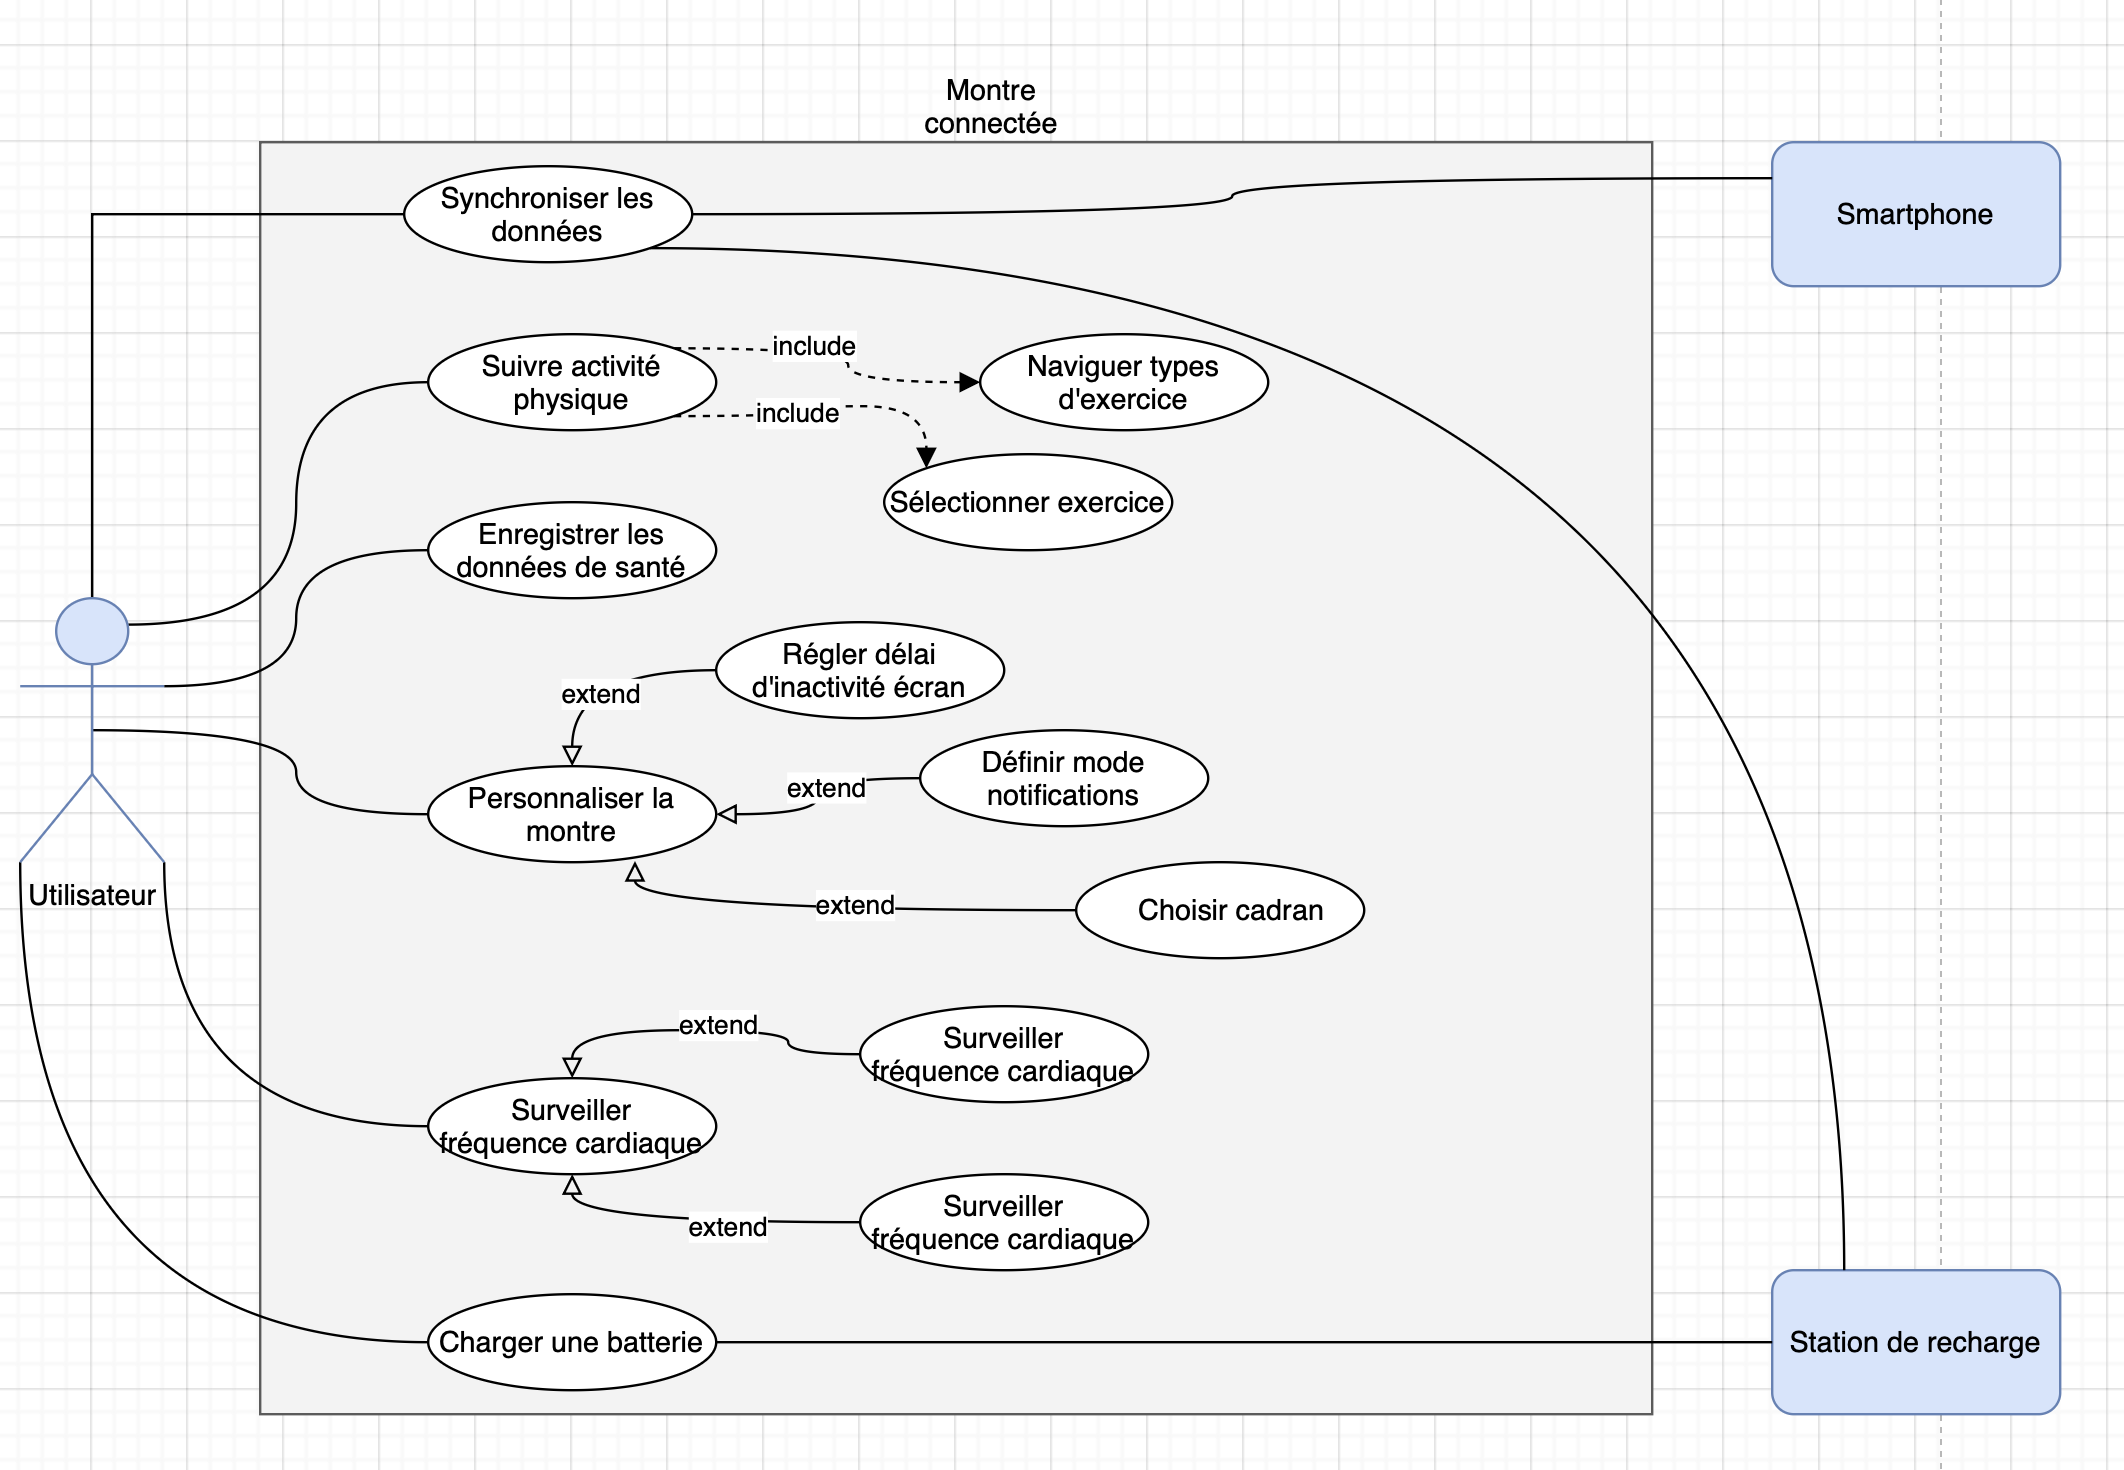 Montre
connectée
Synchroniser les
données
Smartphone
Suivre activité
physique
include
Naviguer types
d'exercice
include
Sélectionner exercice
Enregistrer les
données de santé
Régler délai
d'inactivité écran
extend
Définir mode
notifications
extend
Personnaliser la
montre
Utilisateur
extend
Choisir cadran
extend
Surveiller
fréquence cardiaque
Surveiller
fréquence cardiaque
extend
Surveiller
fréquence cardiaque
Charger une batterie
Station de recharge